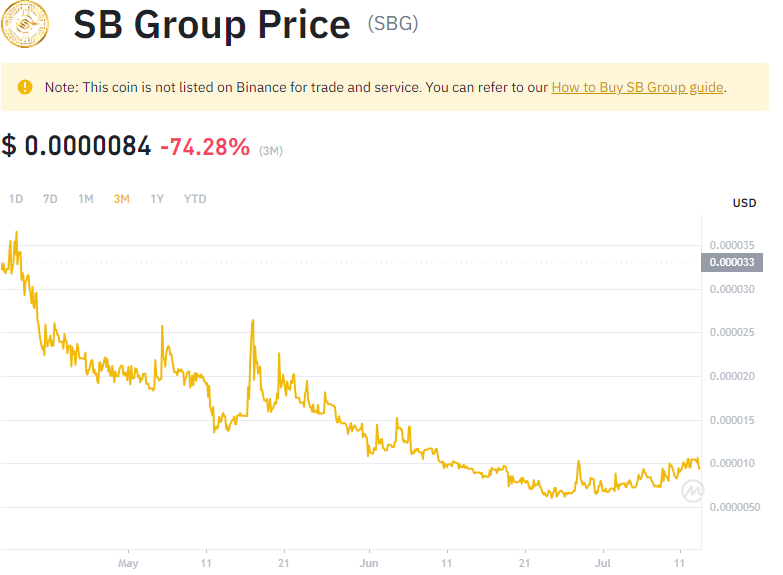 SB Group Price (SBG)
Note: This coin is not listed on Binance for trade and service. You can refer to our How to Buy SB Group guide.
$ 0.0000084 -74.28% (3M)
1D 7D 1M 3M 1Y YTD
USD
0.000035
0.000033
0.000030
0.000025
0.000020
0.000015
0.000010
0.0000050
May 11 21 Jun 11 21 Jul 11